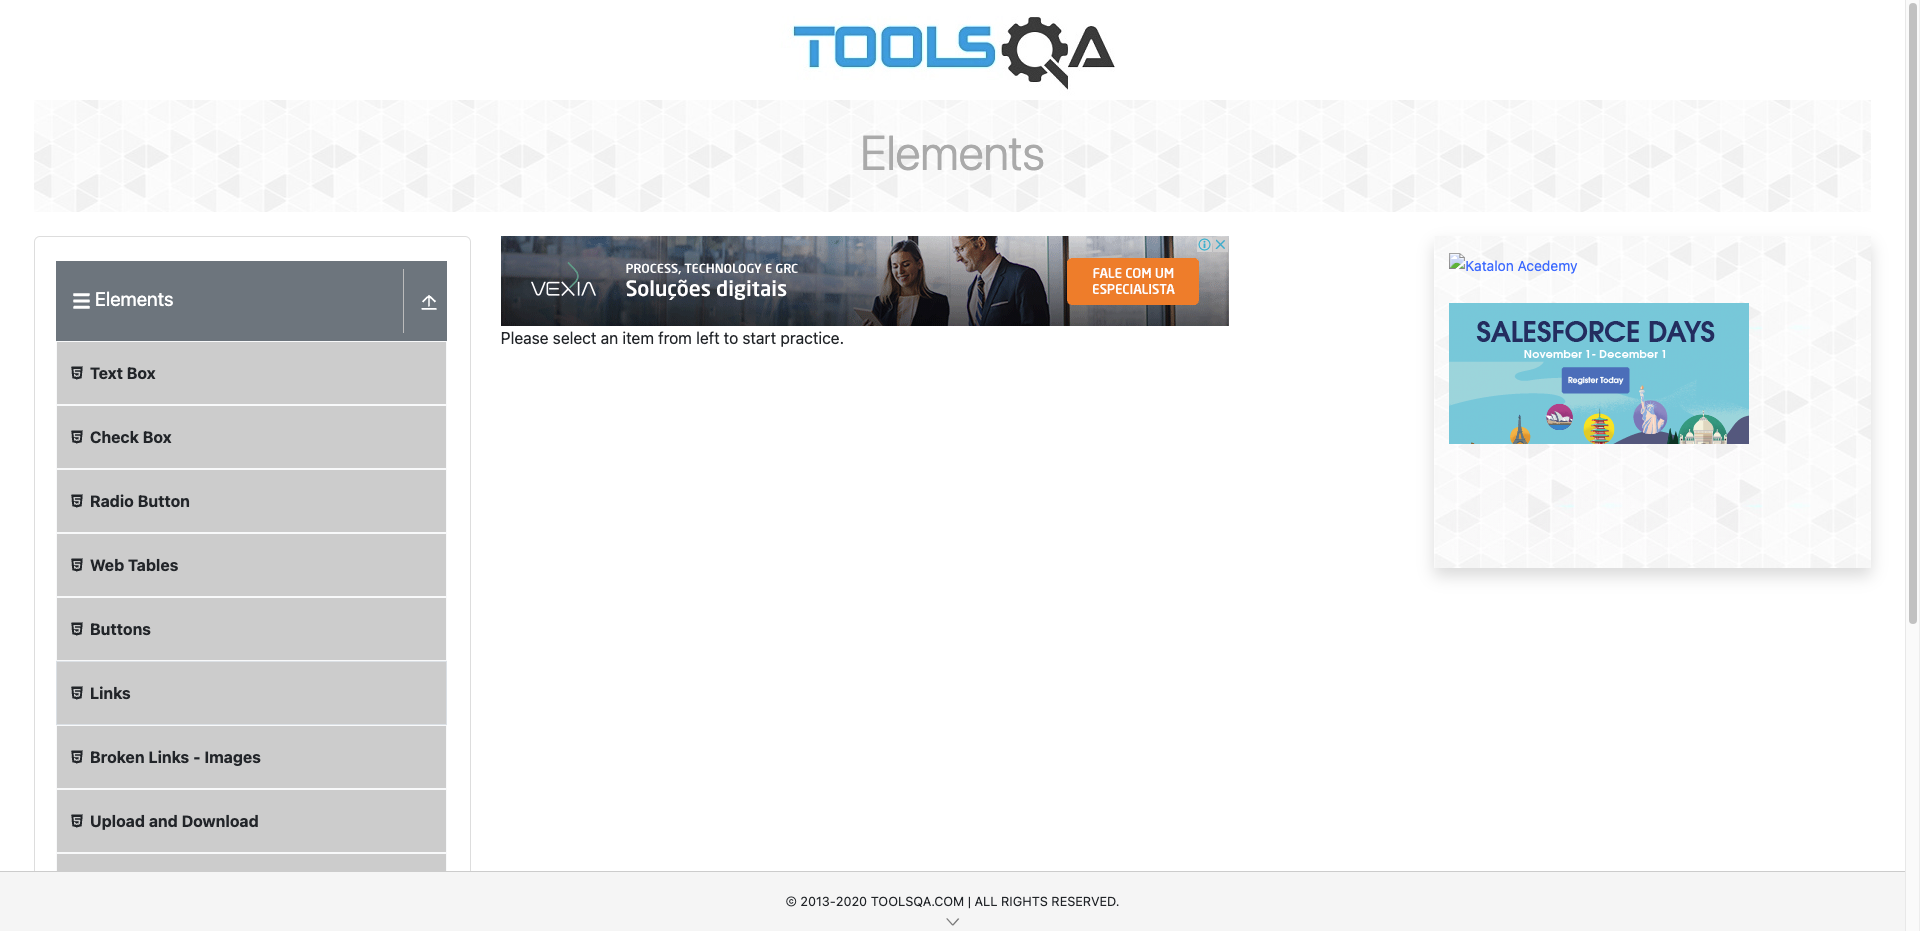 TOOLSQA
Elements
Elements
Text Box
Check Box
Radio Button
Web Tables
Buttons
Links
Broken Links - Images
Upload and Download
VEXIA
PROCESS, TECHNOLOGY E GRC
Soluções digitais
FALE COM UM
ESPECIALISTA
Please select an item from left to start practice.
Katalon Acedemy
SALESFORCE DAYS
November 1- December 1
Register Today
© 2013-2020 TOOLSQA.COM | ALL RIGHTS RESERVED.